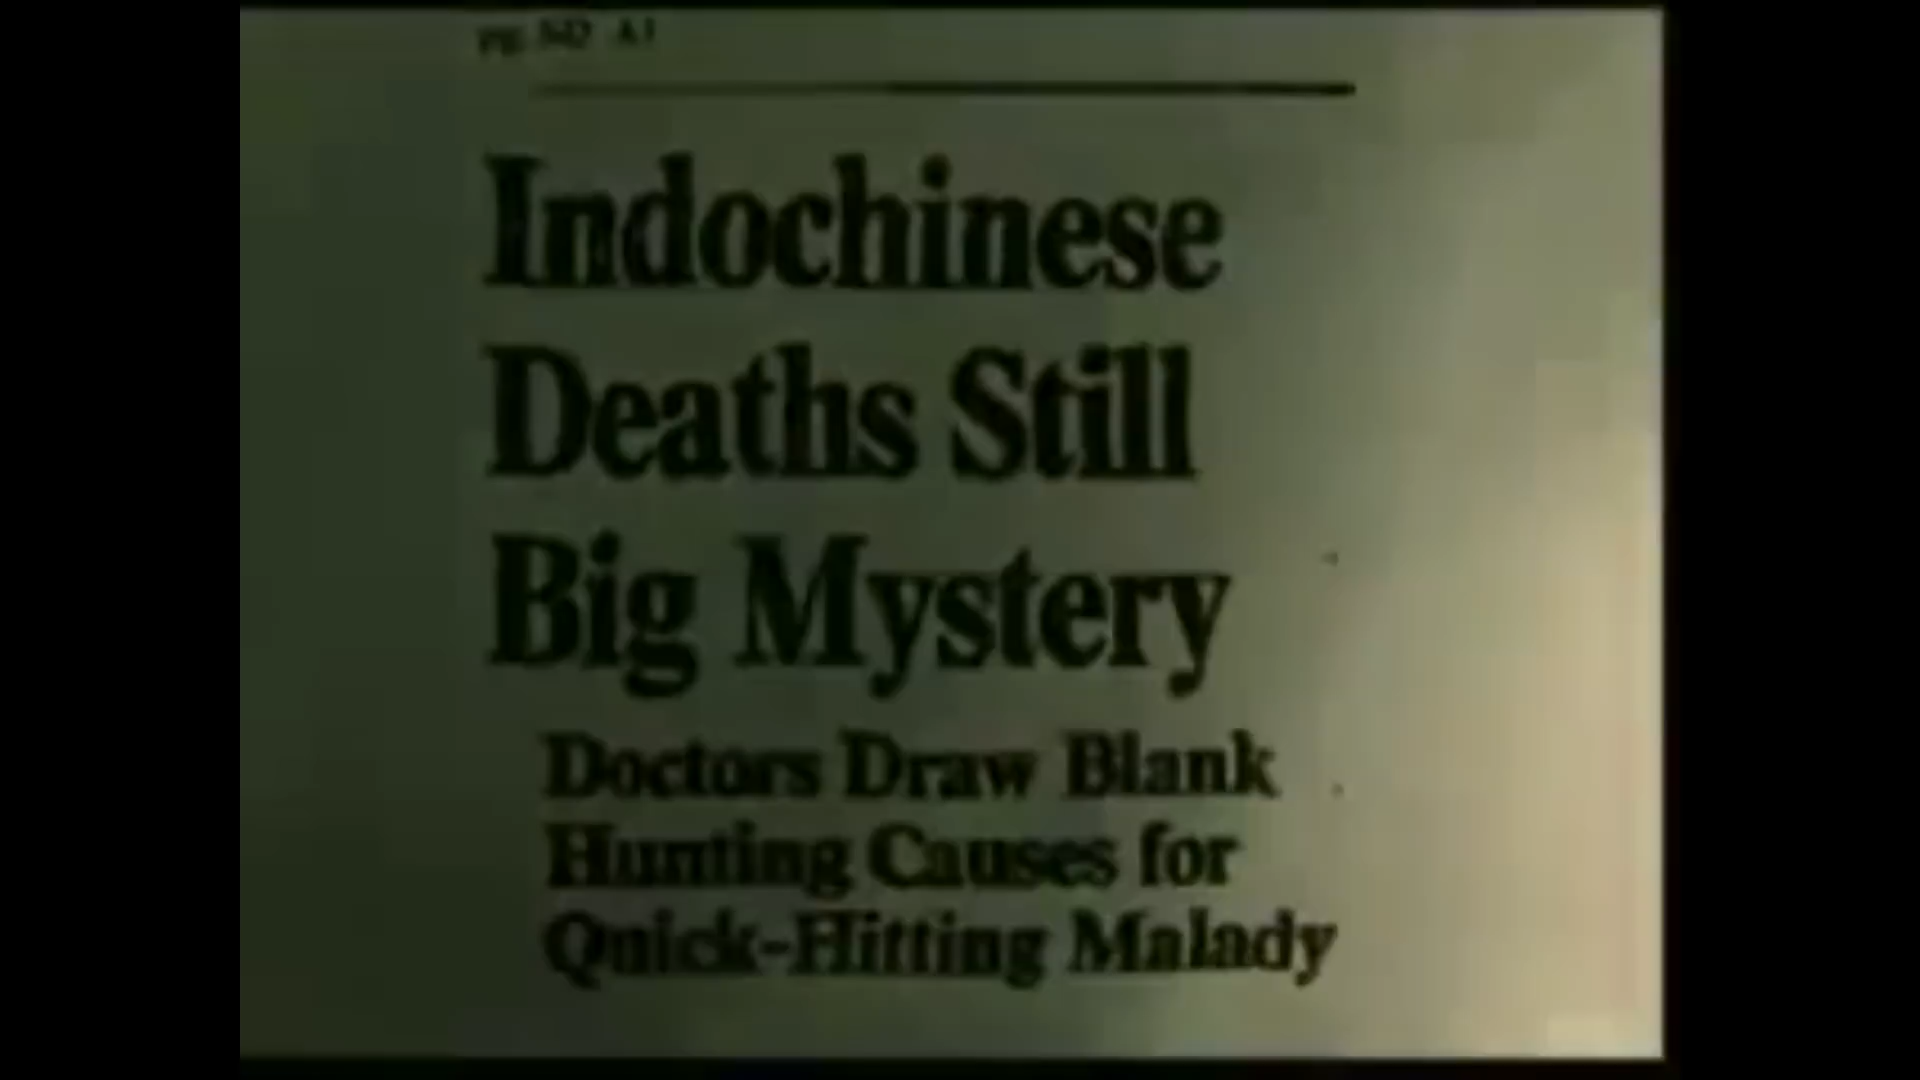 Indochinese
Deaths Still
Big Mystery
Doctors Draw Blank
Hunting Causes for
Quick-Hitting Malady